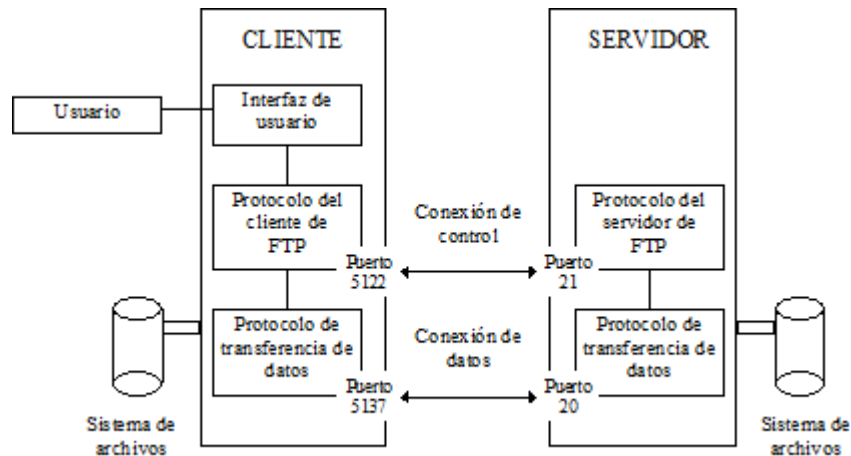 CLIENTE
SERVIDOR
Usuario
Interfaz de
usuario
Protocolo del
cliente de
FTP
Puerto
5122
Conexión de
control
Protocolo del
servidor de
FTP
Puerto
21
Protocolo de
transferencia de
datos
Puerto
5137
Conexión de
datos
Protocolo de
transferencia de
datos
Puerto
20
Sistema de
archivos
Sistema de
archivos